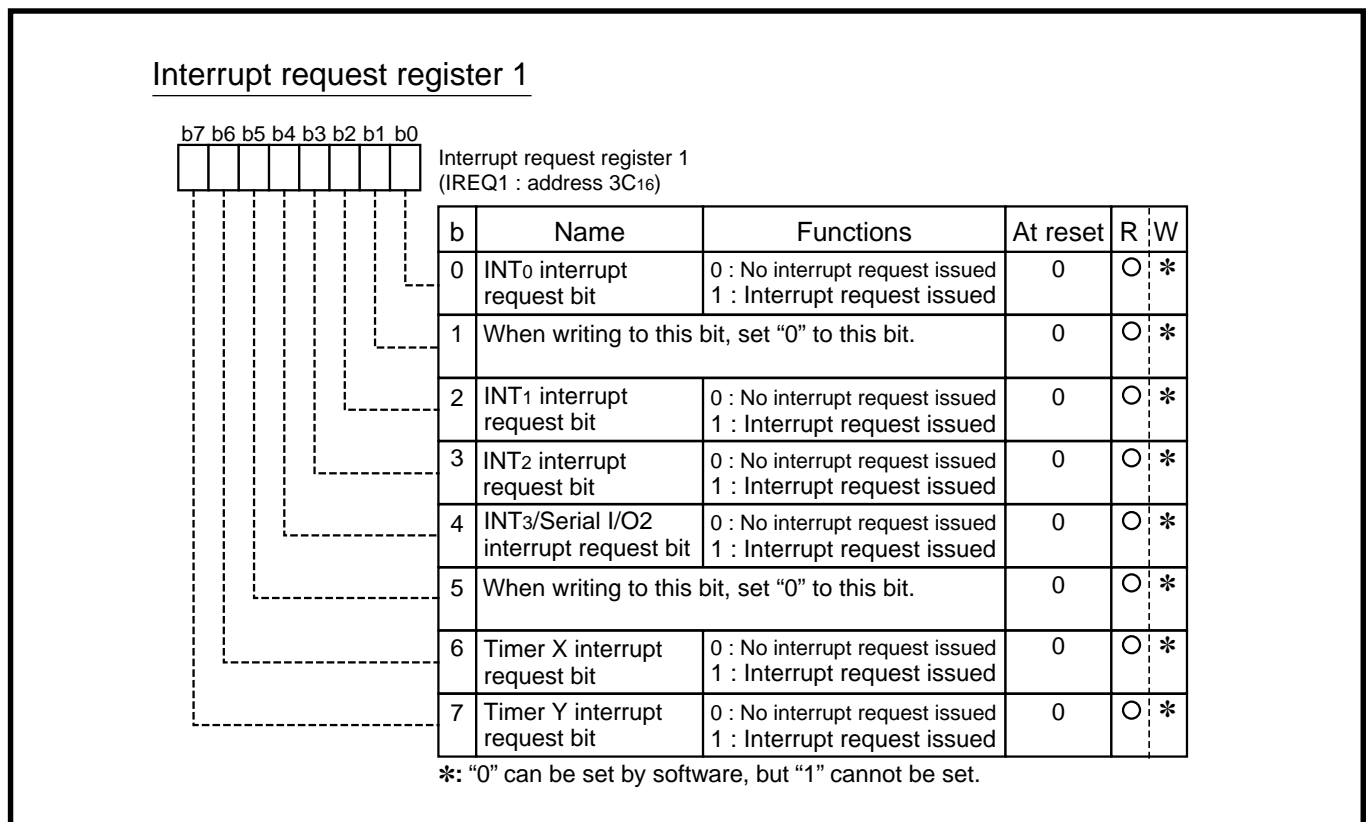 Interrupt request register 1
b7 b6 b5 b4 b3 b2 b1 b0
Interrupt request register 1
(IREQ1 : address 3C16)
b Name Functions At reset R W
0 INT0 interrupt request bit 0 : No interrupt request issued 1 : Interrupt request issued 0 O ✻
1 When writing to this bit, set “0” to this bit. 0 O ✻
2 INT1 interrupt request bit 0 : No interrupt request issued 1 : Interrupt request issued 0 O ✻
3 INT2 interrupt request bit 0 : No interrupt request issued 1 : Interrupt request issued 0 O ✻
4 INT3/Serial I/O2 interrupt request bit 0 : No interrupt request issued 1 : Interrupt request issued 0 O ✻
5 When writing to this bit, set “0” to this bit. 0 O ✻
6 Timer X interrupt request bit 0 : No interrupt request issued 1 : Interrupt request issued 0 O ✻
7 Timer Y interrupt request bit 0 : No interrupt request issued 1 : Interrupt request issued 0 O ✻
✻: “0” can be set by software, but “1” cannot be set.